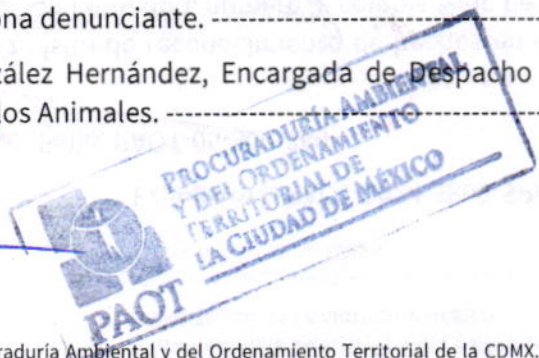 ona denunciante. ---
zález Hernández, Encargada de Despacho
los Animales. ---
PROCURADURÍA AMBIENTAL
Y DEL ORDENAMIENTO
TERRITORIAL DE
LA CIUDAD DE MÉXICO
PAOT
raduría Ambiental y del Ordenamiento Territorial de la CDMX.